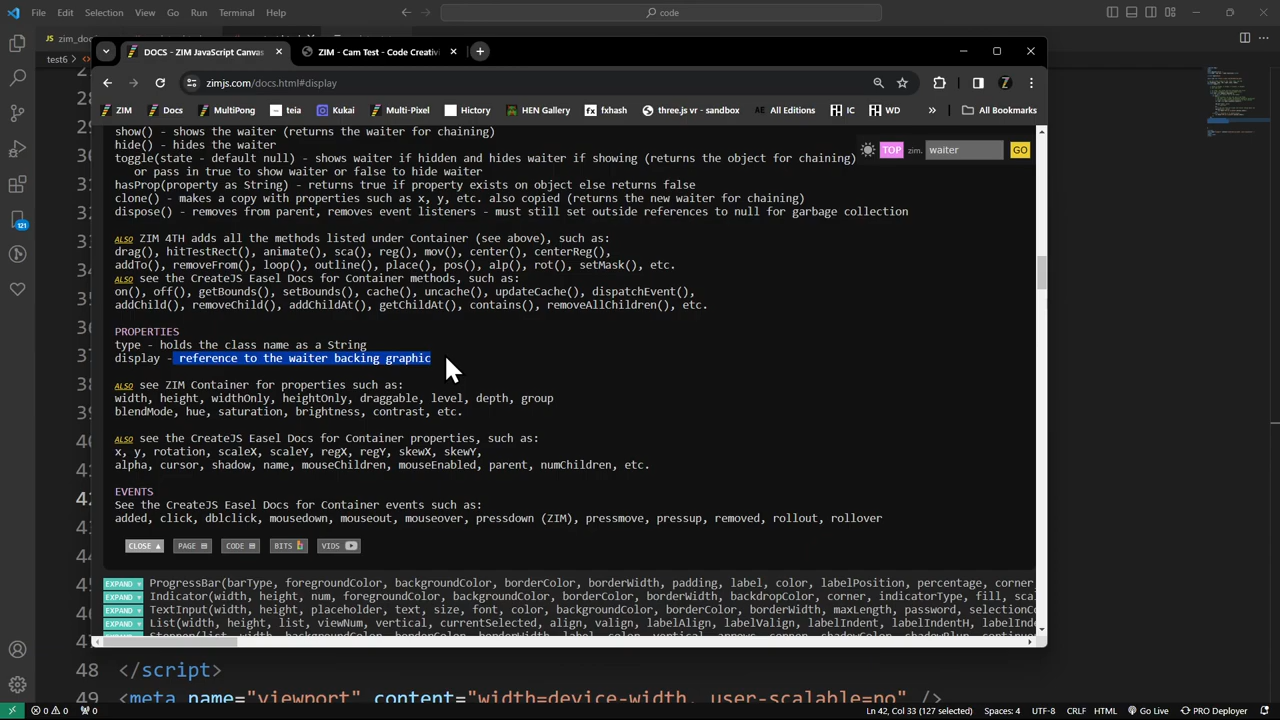 File Edit Selection View Go Run Terminal Help
code
zim_do
test6
DOCS - ZIM JavaScript Canvas
ZIM - Cam Test - Code Creativi
zimjs.com/docs.html#display
ZIM Docs MultiPong teia Kukai Multi-Pixel Hictory HEN Gallery fxhash three.js vr - sandbox All Editions IC WD » All Bookmarks
show() - shows the waiter (returns the waiter for chaining)
hide() - hides the waiter
toggle(state - default null) - shows waiter if hidden and hides waiter if showing (returns the object for chaining)
or pass in true to show waiter or false to hide waiter
TOP zim. waiter GO
hasProp(property as String) - returns true if property exists on object else returns false
clone() - makes a copy with properties such as x, y, etc. also copied (returns the new waiter for chaining)
dispose() - removes from parent, removes event listeners - must still set outside references to null for garbage collection
ALSO ZIM 4TH adds all the methods listed under Container (see above), such as:
drag(), hitTestRect(), animate(), sca(), reg(), mov(), center(), centerReg(),
addTo(), removeFrom(), loop(), outline(), place(), pos(), alp(), rot(), setMask(), etc.
ALSO see the CreateJS Easel Docs for Container methods, such as:
on(), off(), getBounds(), setBounds(), cache(), uncache(), updateCache(), dispatchEvent(),
addChild(), removeChild(), addChildAt(), getChildAt(), contains(), removeAllChildren(), etc.
PROPERTIES
type - holds the class name as a String
display - reference to the waiter backing graphic
ALSO see ZIM Container for properties such as:
width, height, widthOnly, heightOnly, draggable, level, depth, group
blendMode, hue, saturation, brightness, contrast, etc.
ALSO see the CreateJS Easel Docs for Container properties, such as:
x, y, rotation, scaleX, scaleY, regX, regY, skewX, skewY,
alpha, cursor, shadow, name, mouseChildren, mouseEnabled, parent, numChildren, etc.
EVENTS
See the CreateJS Easel Docs for Container events such as:
added, click, dblclick, mousedown, mouseout, mouseover, pressdown (ZIM), pressmove, pressup, removed, rollout, rollover
CLOSE ▲ PAGE CODE BITS VIDS
EXPAND ProgressBar(barType, foregroundColor, backgroundColor, borderColor, borderWidth, padding, label, color, labelPosition, percentage, corner
EXPAND Indicator(width, height, num, foregroundColor, backgroundColor, borderColor, borderWidth, backdropColor, corner, indicatorType, fill, sca
EXPAND TextInput(width, height, placeholder, text, size, font, color, backgroundColor, borderColor, borderWidth, maxLength, password, selectionC
EXPAND List(width, height, list, viewNum, vertical, currentSelected, align, valign, labelAlign, labelValign, labelIndent, labelIndentH, labelInd
48 </script>
49 <meta name="viewport" content="width=device-width, user-scalable=no" />
121
0 0 0 Ln 42, Col 33 (127 selected) Spaces: 4 UTF-8 CRLF HTML Go Live PRO Deployer